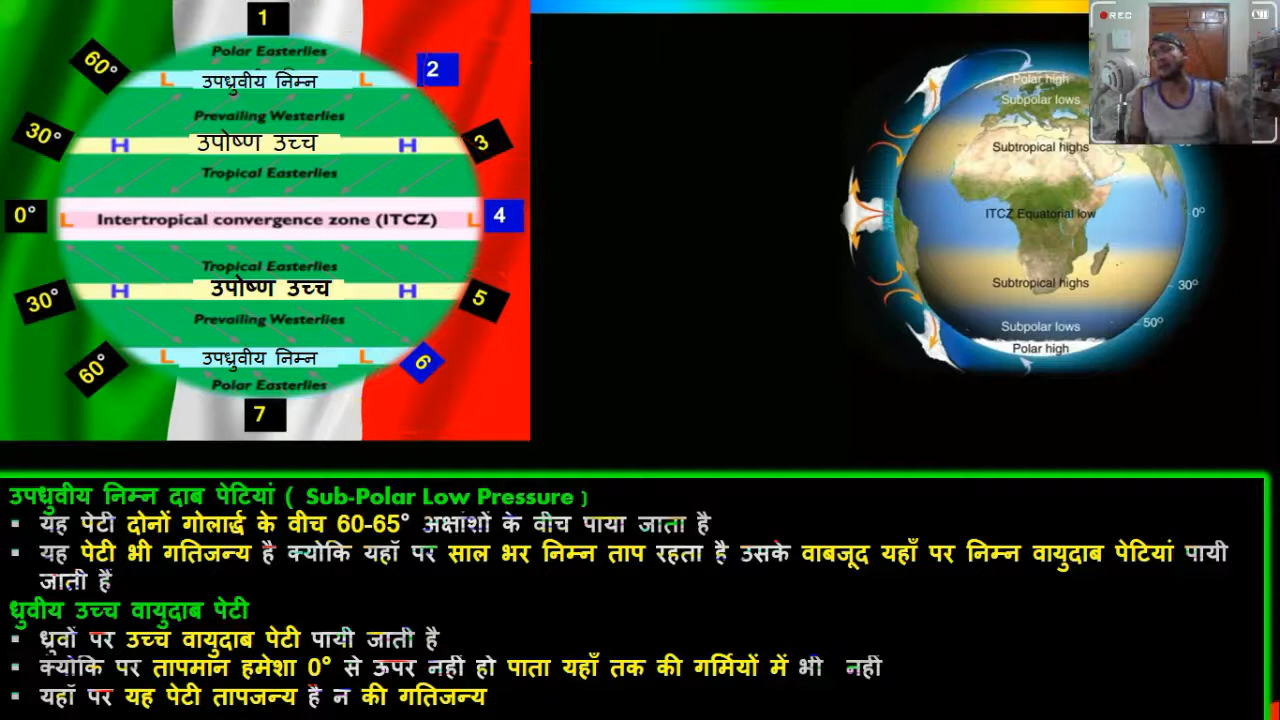 1
Polar Easterlies
60°
L उपध्रुवीय निम्न L
2
Prevailing Westerlies
30°
H उपोष्ण उच्च H
3
Tropical Easterlies
0°
L Intertropical convergence zone (ITCZ) L
4
Tropical Easterlies
30°
H उपोष्ण उच्च H
5
Prevailing Westerlies
60°
L उपध्रुवीय निम्न L
6
Polar Easterlies
7
REC
Polar high
Subpolar lows
Subtropical highs
ITCZ Equatorial low
0°
Subtropical highs
30°
Subpolar lows
50°
Polar high
उपध्रुवीय निम्न दाब पेटियां ( Sub-Polar Low Pressure )
▪ यह पेटी दोनों गोलार्द्ध के वीच 60-65° अक्षांशों के वीच पाया जाता है
▪ यह पेटी भी गतिजन्य है क्योकि यहॉ पर साल भर निम्न ताप रहता है उसके वाबजूद यहाँ पर निम्न वायुदाब पेटियां पायी
जाती हैं
ध्रुवीय उच्च वायुदाब पेटी
▪ ध्रुवों पर उच्च वायुदाब पेटी पायी जाती है
▪ क्योकि पर तापमान हमेशा 0° से ऊपर नहीं हो पाता यहाँ तक की गर्मियों में भी नहीं
▪ यहॉ पर यह पेटी तापजन्य है न की गतिजन्य